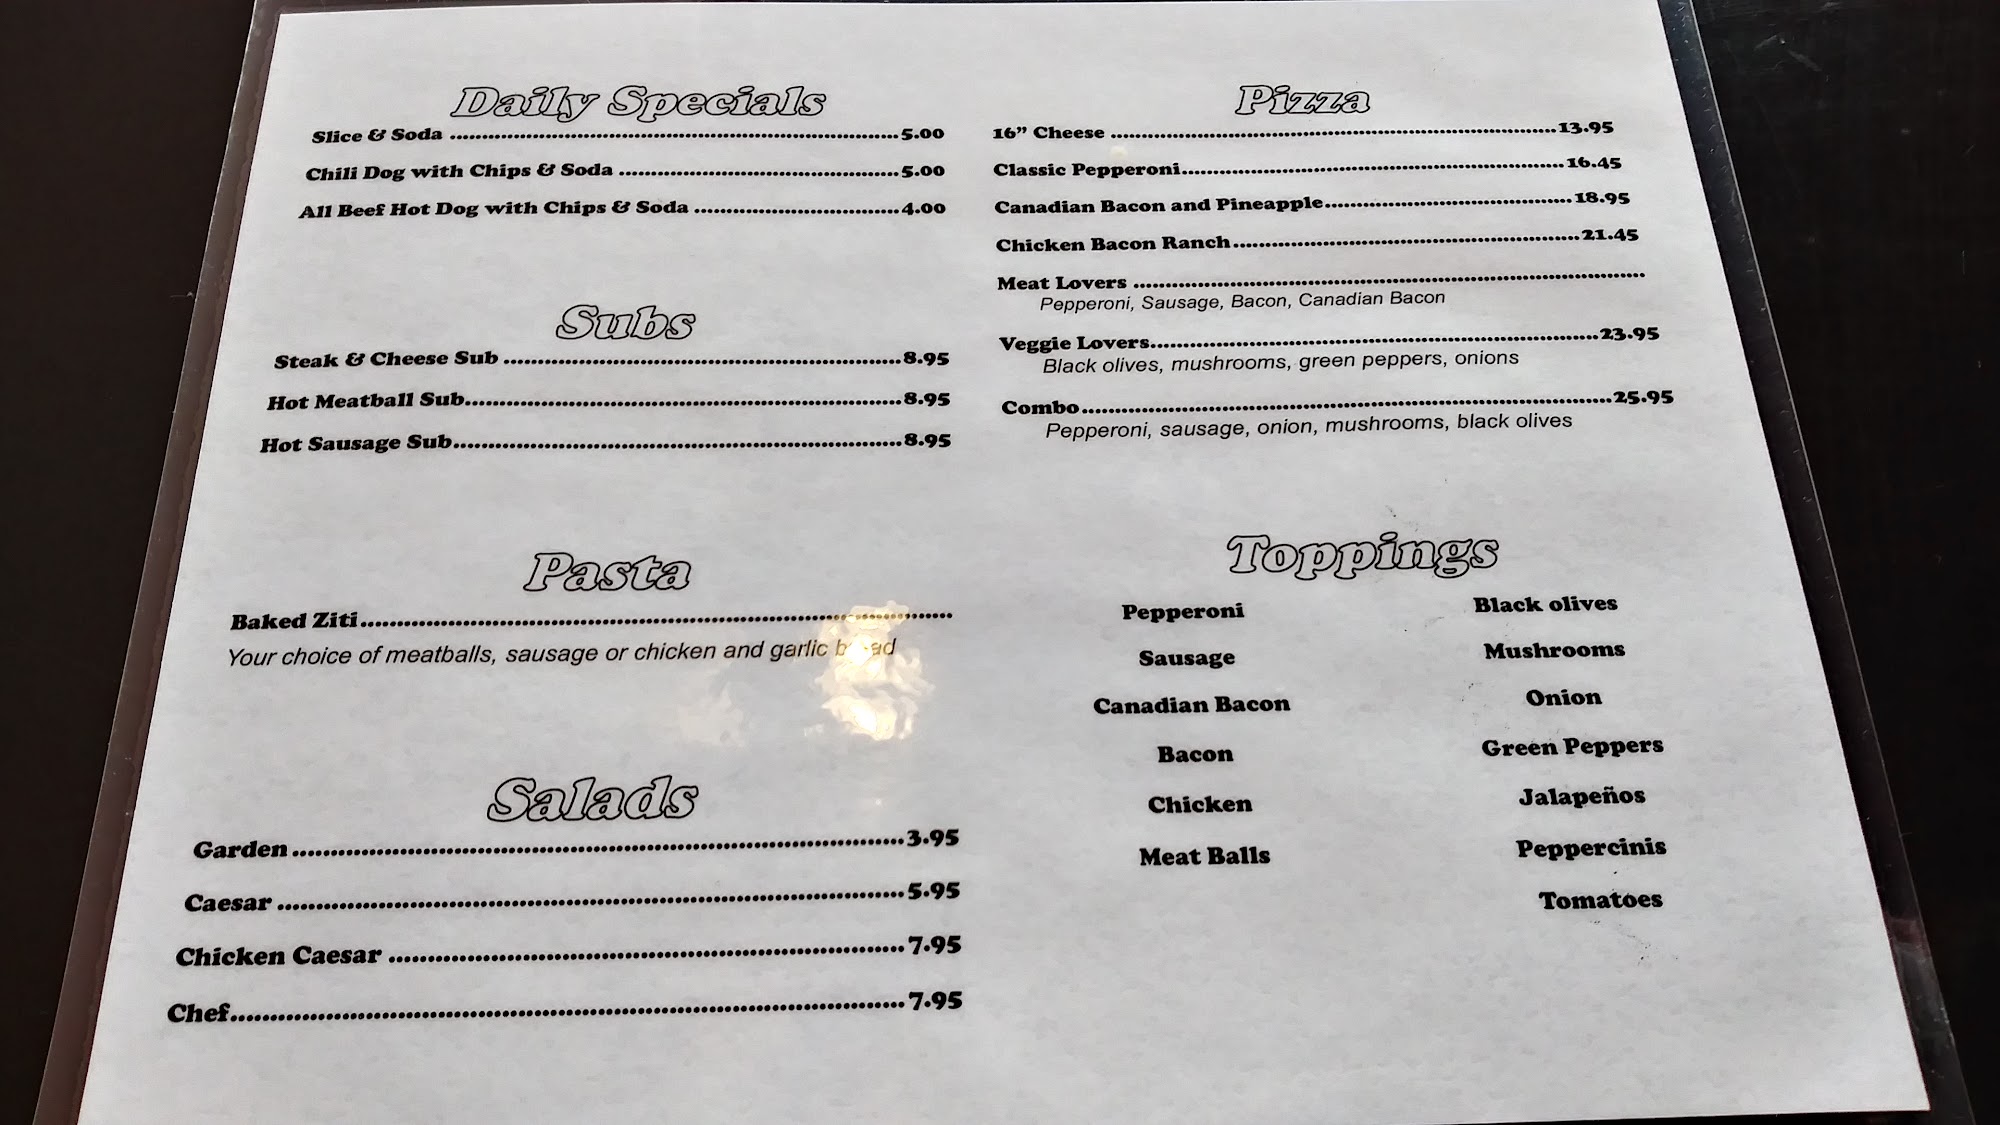 Daily Specials
Slice & Soda ........ 5.00
Chili Dog with Chips & Soda ........ 5.00
All Beef Hot Dog with Chips & Soda ........ 4.00
Subs
Steak & Cheese Sub ........ 8.95
Hot Meatball Sub ........ 8.95
Hot Sausage Sub ........ 8.95
Pasta
Baked Ziti ........
Your choice of meatballs, sausage or chicken and garlic bread
Salads
Garden ........ 3.95
Caesar ........ 5.95
Chicken Caesar ........ 7.95
Chef ........ 7.95
Pizza
16” Cheese ........ 13.95
Classic Pepperoni ........ 16.45
Canadian Bacon and Pineapple ........ 18.95
Chicken Bacon Ranch ........ 21.45
Meat Lovers ........
Pepperoni, Sausage, Bacon, Canadian Bacon
Veggie Lovers ........ 23.95
Black olives, mushrooms, green peppers, onions
Combo ........ 25.95
Pepperoni, sausage, onion, mushrooms, black olives
Toppings
Pepperoni
Sausage
Canadian Bacon
Bacon
Chicken
Meat Balls
Black olives
Mushrooms
Onion
Green Peppers
Jalapeños
Peppercinis
Tomatoes